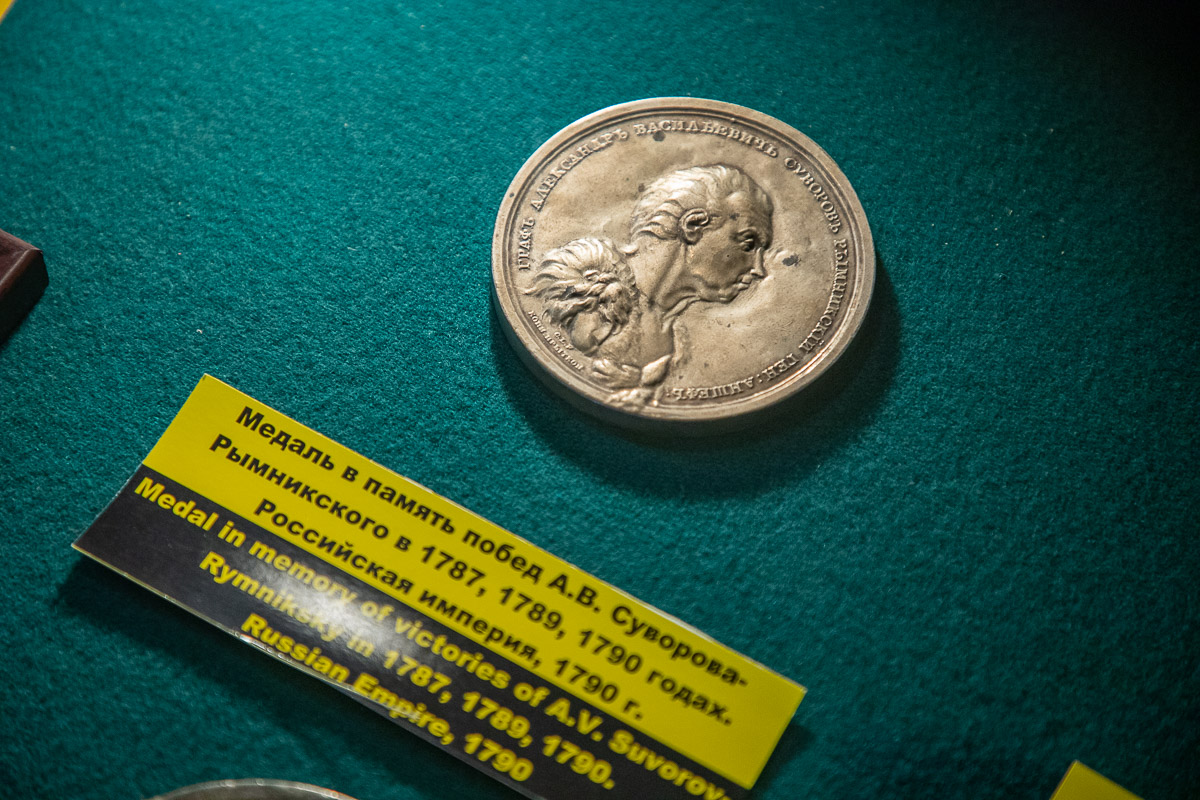 ГРАФЪ АЛЕКСАНДРЪ ВАСИЛЬЕВИЧЪ СУВОРОВЪ РЫМНИКСКІЙ ГЕН: АНШЕФЪ:
Медаль в память побед А.В. Суворова-
Рымникского в 1787, 1789, 1790 годах.
Российская империя, 1790 г.
Medal in memory of victories of A.V. Suvorov-
Rymniksky in 1787, 1789, 1790.
Russian Empire, 1790